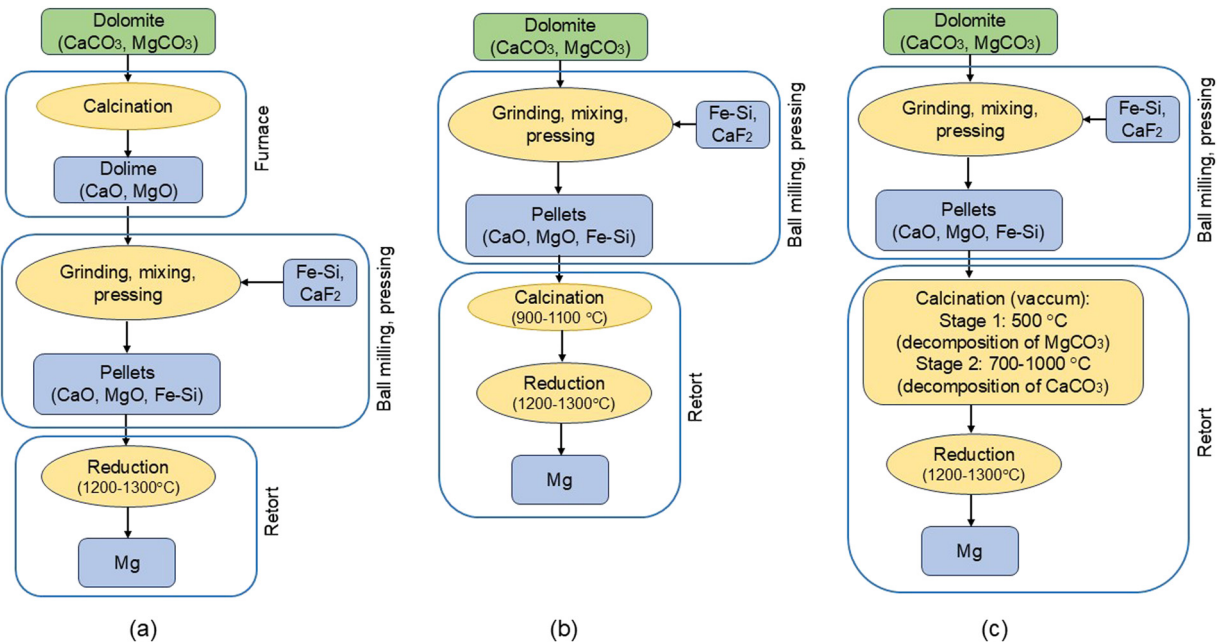 Dolomite
(CaCO₃, MgCO₃)
Calcination
Dolime
(CaO, MgO)
Furnace
Grinding, mixing,
pressing
Fe-Si,
CaF₂
Pellets
(CaO, MgO, Fe-Si)
Ball milling, pressing
Reduction
(1200-1300°C)
Mg
Retort
(a)
Dolomite
(CaCO₃, MgCO₃)
Grinding, mixing,
pressing
Fe-Si,
CaF₂
Pellets
(CaO, MgO, Fe-Si)
Ball milling, pressing
Calcination
(900-1100 °C)
Reduction
(1200-1300°C)
Mg
Retort
(b)
Dolomite
(CaCO₃, MgCO₃)
Grinding, mixing,
pressing
Fe-Si,
CaF₂
Pellets
(CaO, MgO, Fe-Si)
Ball milling, pressing
Calcination (vaccum):
Stage 1: 500 °C
(decomposition of MgCO₃)
Stage 2: 700-1000 °C
(decomposition of CaCO₃)
Reduction
(1200-1300°C)
Mg
Retort
(c)